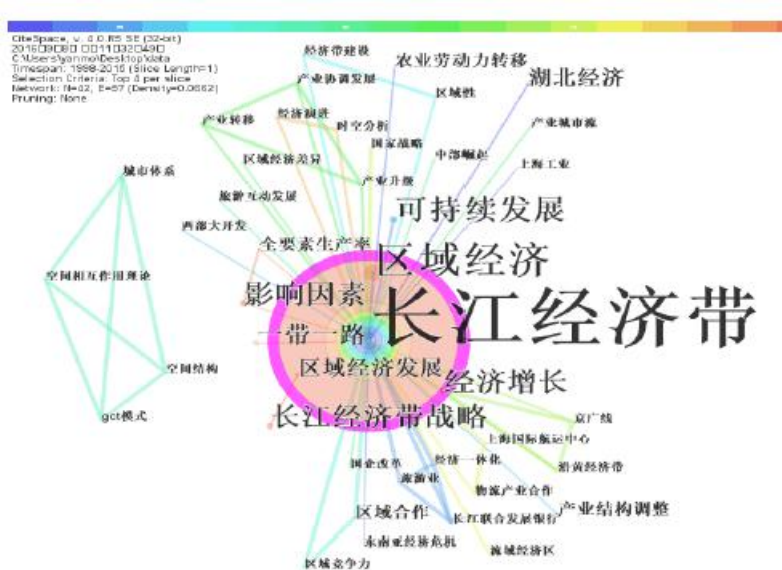 CiteSpace, v. 4.0.R5 SE (32-bit)
C:\Users\yanmo\Desktop\data
Timespan: 1998-2016 (Slice Length=1)
Selection Criteria: Top 4 per slice
Network: N=42, E=57 (Density=0.0662)
Pruning: None
经济带建设
农业劳动力转移
湖北经济
产业协调发展
区域性
产业转移
经济演进
时空分析
产业城市流
国家战略
区域经济差异
中部崛起
上海工业
城市体系
产业升级
旅游互动发展
可持续发展
西部大开发
全要素生产率
区域经济
空间相互作用理论
影响因素
长江经济带
一带一路
空间结构
区域经济发展
经济增长
gct模式
长江经济带战略
京广线
上海国际航运中心
国企改革
经济一体化
沿黄经济带
旅游业
物流产业合作
区域合作
长江联合发展银行
产业结构调整
东南亚经济危机
流域经济区
区域竞争力